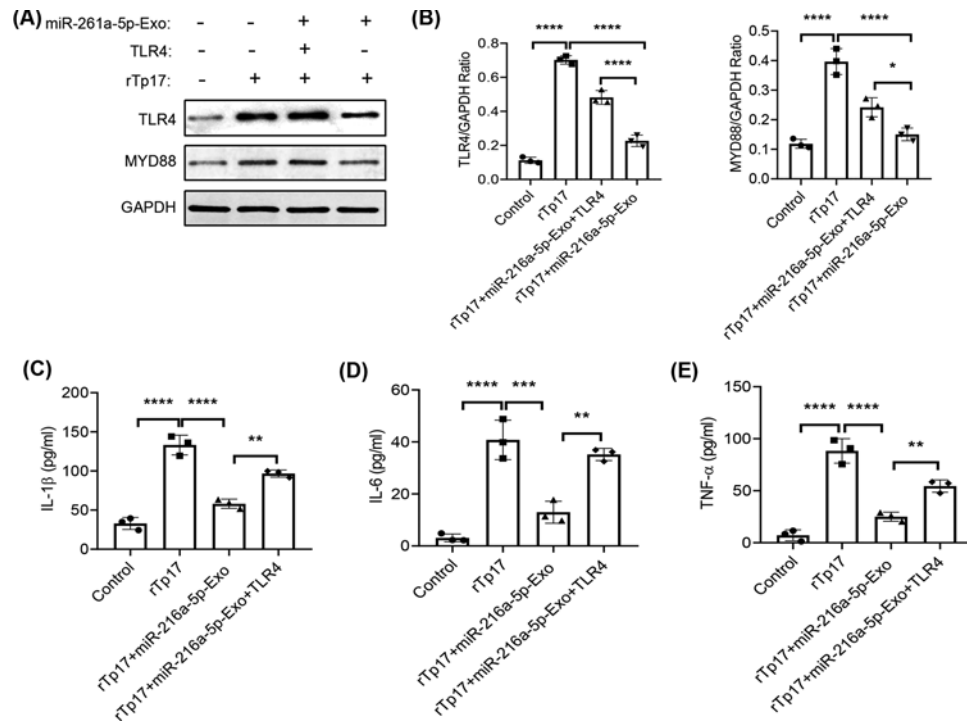 (A)
miR-261a-5p-Exo: - - + +
TLR4: - - + -
rTp17: - + + +
TLR4
MYD88
GAPDH
(B)
**** ****
****
TLR4/GAPDH Ratio
0.8
0.6
0.4
0.2
0.0
Control
rTp17
rTp17+miR-216a-5p-Exo+TLR4
rTp17+miR-216a-5p-Exo
**** ****
*
MYD88/GAPDH Ratio
0.5
0.4
0.3
0.2
0.1
0.0
Control
rTp17
rTp17+miR-216a-5p-Exo+TLR4
rTp17+miR-216a-5p-Exo
(C)
**** ****
**
IL-1β (pg/ml)
200
150
100
50
0
Control
rTp17
rTp17+miR-216a-5p-Exo
rTp17+miR-216a-5p-Exo+TLR4
(D)
**** ***
**
IL-6 (pg/ml)
60
40
20
0
Control
rTp17
rTp17+miR-216a-5p-Exo
rTp17+miR-216a-5p-Exo+TLR4
(E)
**** ****
**
TNF-α (pg/ml)
150
100
50
0
Control
rTp17
rTp17+miR-216a-5p-Exo
rTp17+miR-216a-5p-Exo+TLR4